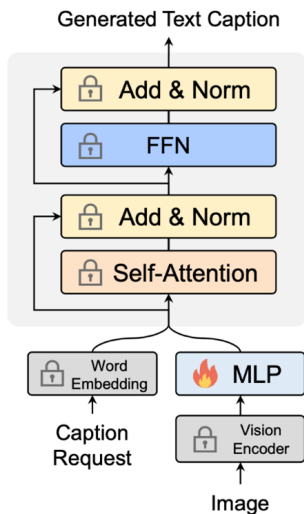 Generated Text Caption
Add & Norm
FFN
Add & Norm
Self-Attention
Word
Embedding
MLP
Caption
Request
Vision
Encoder
Image